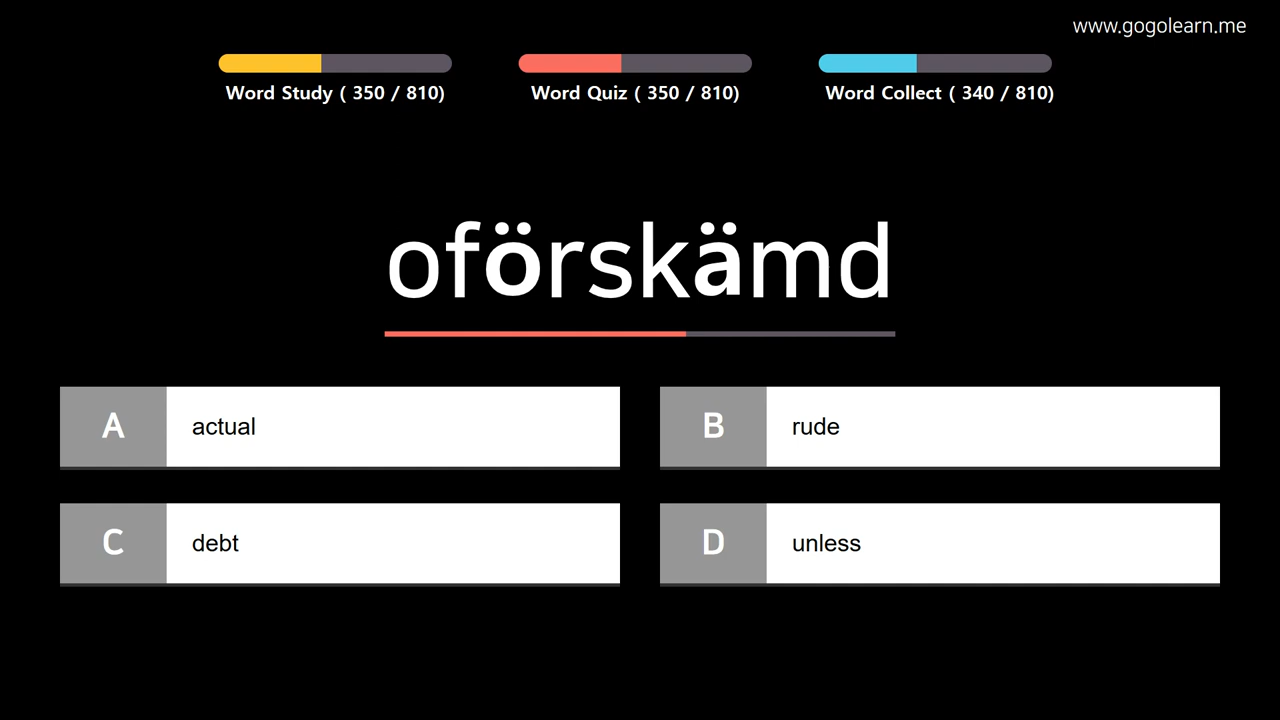 www.gogolearn.me
Word Study ( 350 / 810)
Word Quiz ( 350 / 810)
Word Collect ( 340 / 810)
oförskämd
A actual
B rude
C debt
D unless